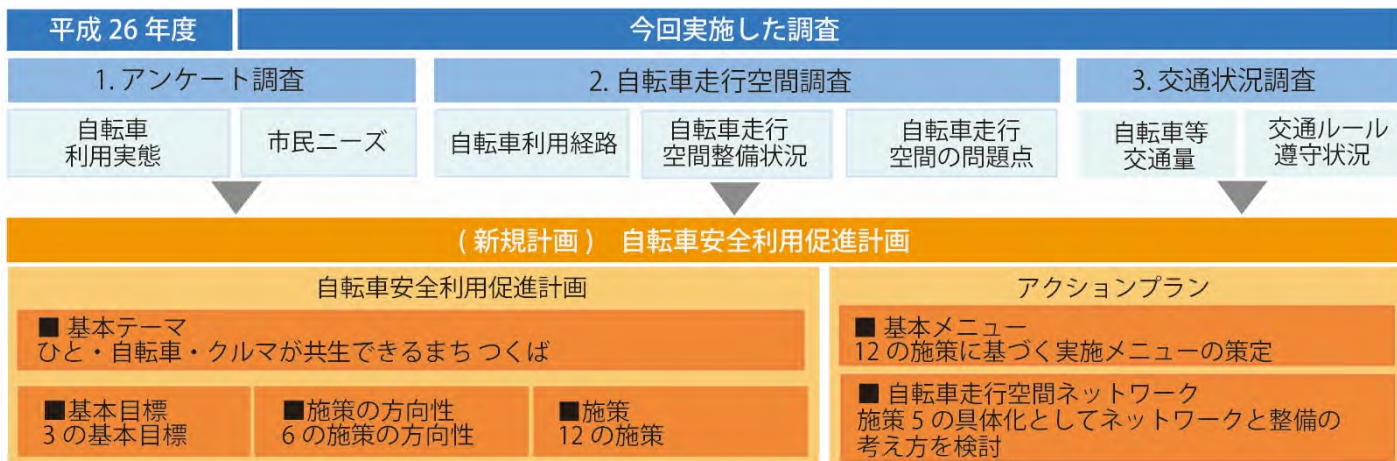 平成 26 年度
今回実施した調査
1. アンケート調査
2. 自転車走行空間調査
3. 交通状況調査
自転車
利用実態
市民ニーズ
自転車利用経路
自転車走行
空間整備状況
自転車走行
空間の問題点
自転車等
交通量
交通ルール
遵守状況
( 新規計画 ) 自転車安全利用促進計画
自転車安全利用促進計画
■ 基本テーマ
ひと・自転車・クルマが共生できるまち つくば
■基本目標
3 の基本目標
■施策の方向性
6 の施策の方向性
■施策
12 の施策
アクションプラン
■ 基本メニュー
12 の施策に基づく実施メニューの策定
■ 自転車走行空間ネットワーク
施策 5 の具体化としてネットワークと整備の
考え方を検討